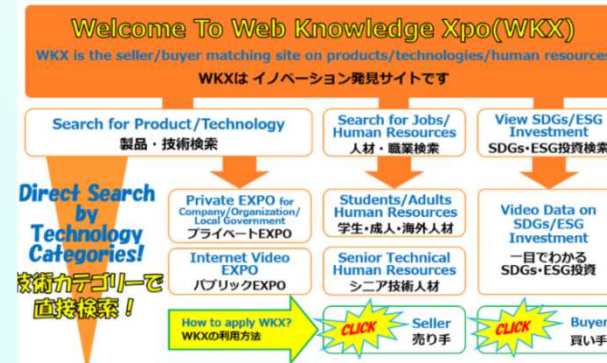 Welcome To Web Knowledge Xpo(WKX)
WKX is the seller/buyer matching site on products/technologies/human resources
WKXは イノベーション発見サイトです
Search for Product/Technology
製品・技術検索
Search for Jobs/
Human Resources
人材・職業検索
View SDGs/ESG
Investment
SDGs・ESG投資検索
Direct Search
by
Technology
Categories!
技術カテゴリーで
直接検索！
Private EXPO for
Company/Organization/
Local Government
プライベートEXPO
Students/Adults
Human Resources
学生・成人・海外人材
Video Data on
SDGs/ESG
Investment
一目でわかる
SDGs・ESG投資
Internet Video
EXPO
パブリックEXPO
Senior Technical
Human Resources
シニア技術人材
How to apply WKX?
WKXの利用方法
CLICK
Seller
売り手
CLICK
Buyer
買い手